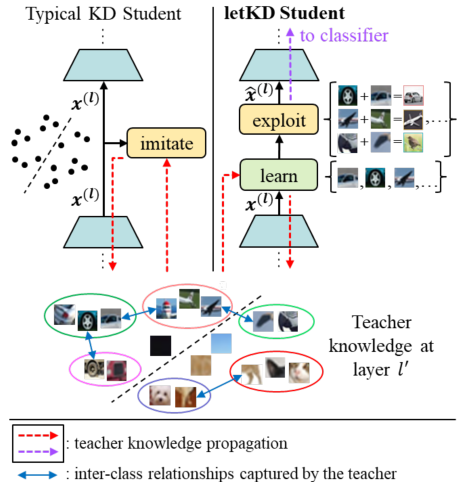 Typical KD Student
letKD Student
to classifier
x^(l)
imitate
x^(l)
x̂^(l)
exploit
+ =
+ = ,...
+ =
learn
x^(l)
, , ,...
Teacher
knowledge at
layer l′
: teacher knowledge propagation
: inter-class relationships captured by the teacher